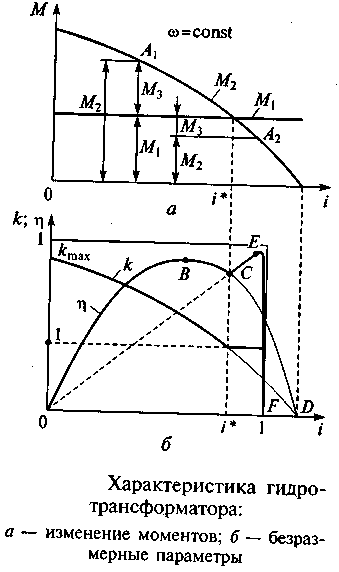 M
ω=const
A₁
M₂
M₁
M₂
M₃
M₃
A₂
M₁
M₂
0
i*
i
а
k; η
1
k_max
k
E
B
C
η
1
0
i*
1
F
D
i
б
Характеристика гидро-
трансформатора:
а — изменение моментов; б — безраз-
мерные параметры